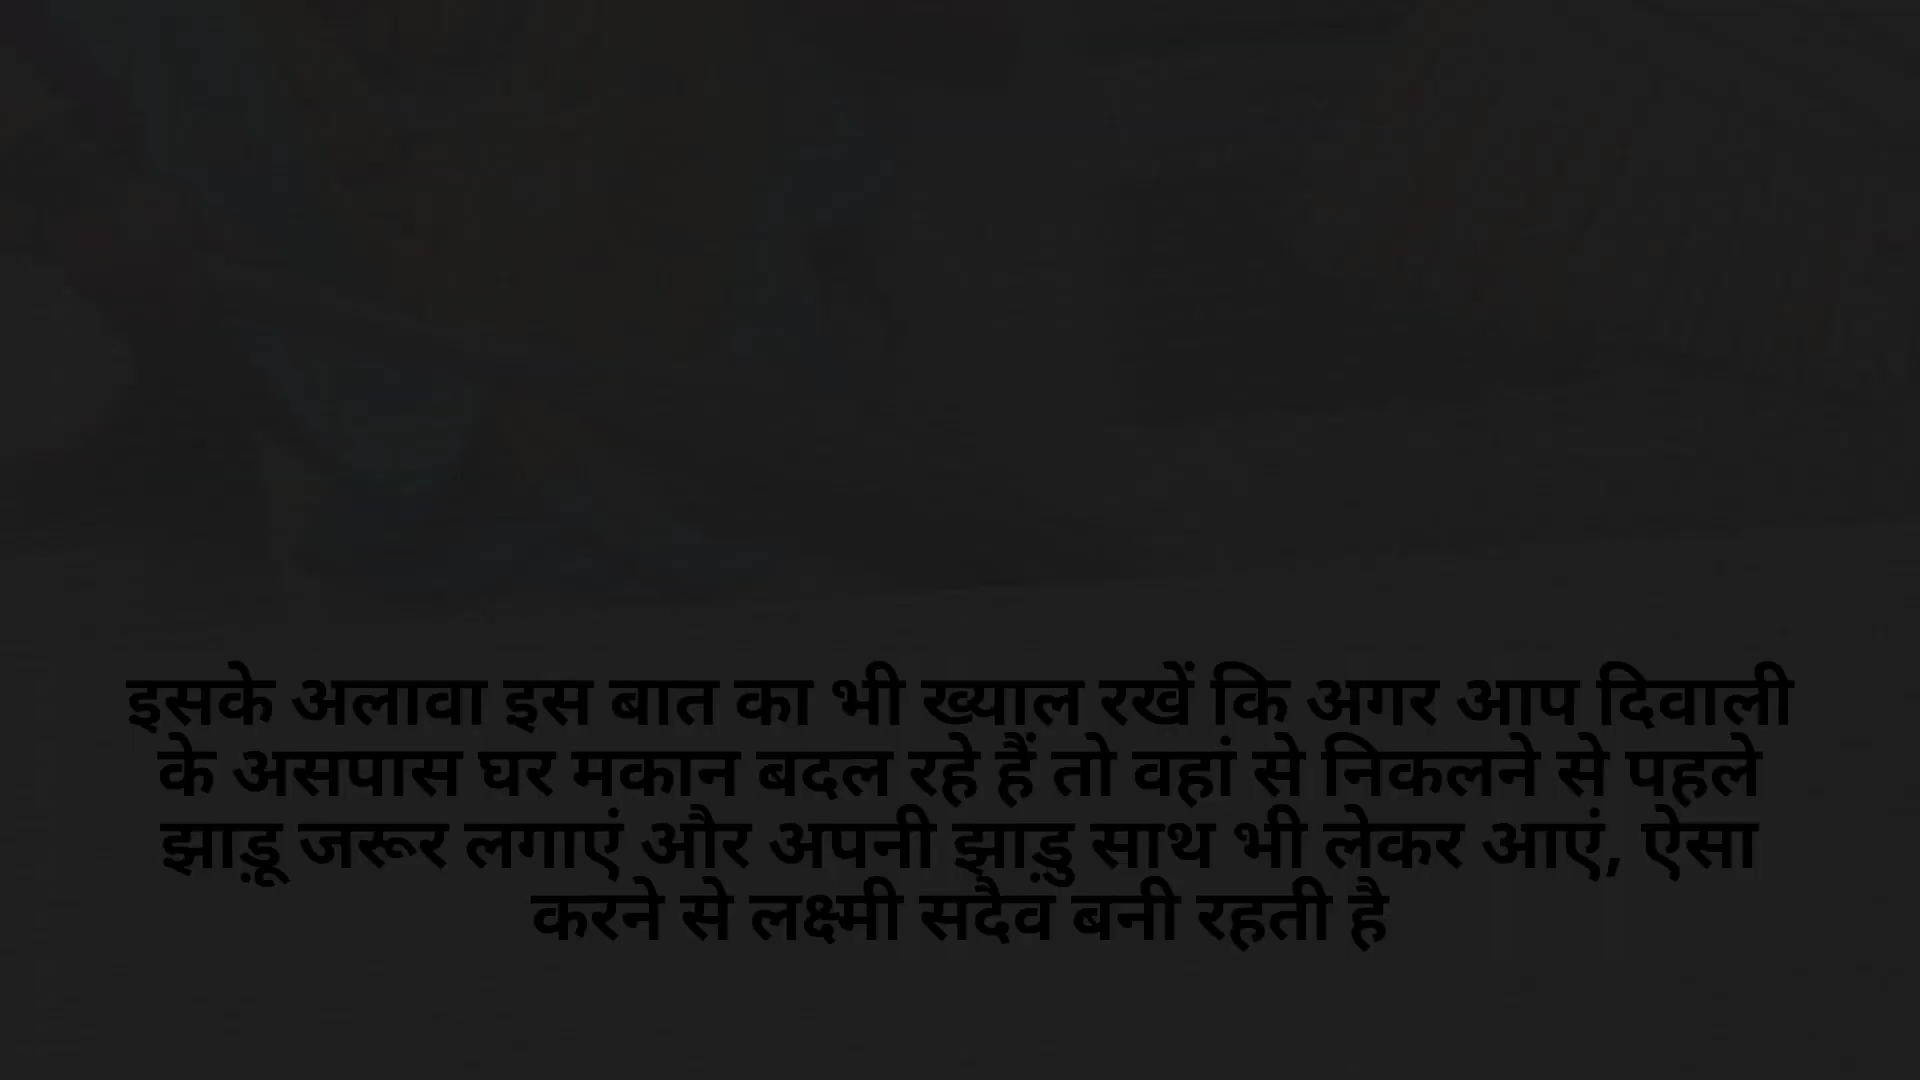 इसके अलावा इस बात का भी ख्याल रखें कि अगर आप दिवाली
के असपास घर मकान बदल रहे हैं तो वहां से निकलने से पहले
झाड़ू जरूर लगाएं और अपनी झाड़ु साथ भी लेकर आएं, ऐसा
करने से लक्ष्मी सदैव बनी रहती है